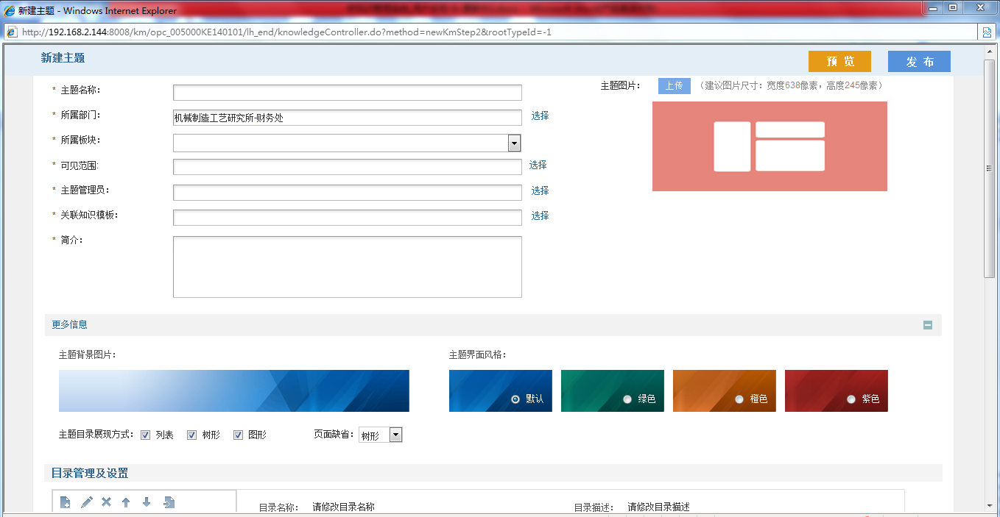 新建主题 - Windows Internet Explorer
http://192.168.2.144:8008/km/opc_005000KE140101/lh_end/knowledgeController.do?method=newKmStep2&rootTypeId=-1
新建主题
预 览
发 布
* 主题名称：
主题图片：
上传
（建议图片尺寸：宽度638像素，高度245像素）
* 所属部门：
机械制造工艺研究所-财务处
选择
* 所属板块：
* 可见范围:
选择
* 主题管理员：
选择
* 关联知识模板：
选择
* 简介：
更多信息
主题背景图片：
主题界面风格：
默认
绿色
橙色
紫色
主题目录展现方式：
列表
树形
图形
页面缺省：
树形
目录管理及设置
目录名称：
请修改目录名称
目录描述：
请修改目录描述